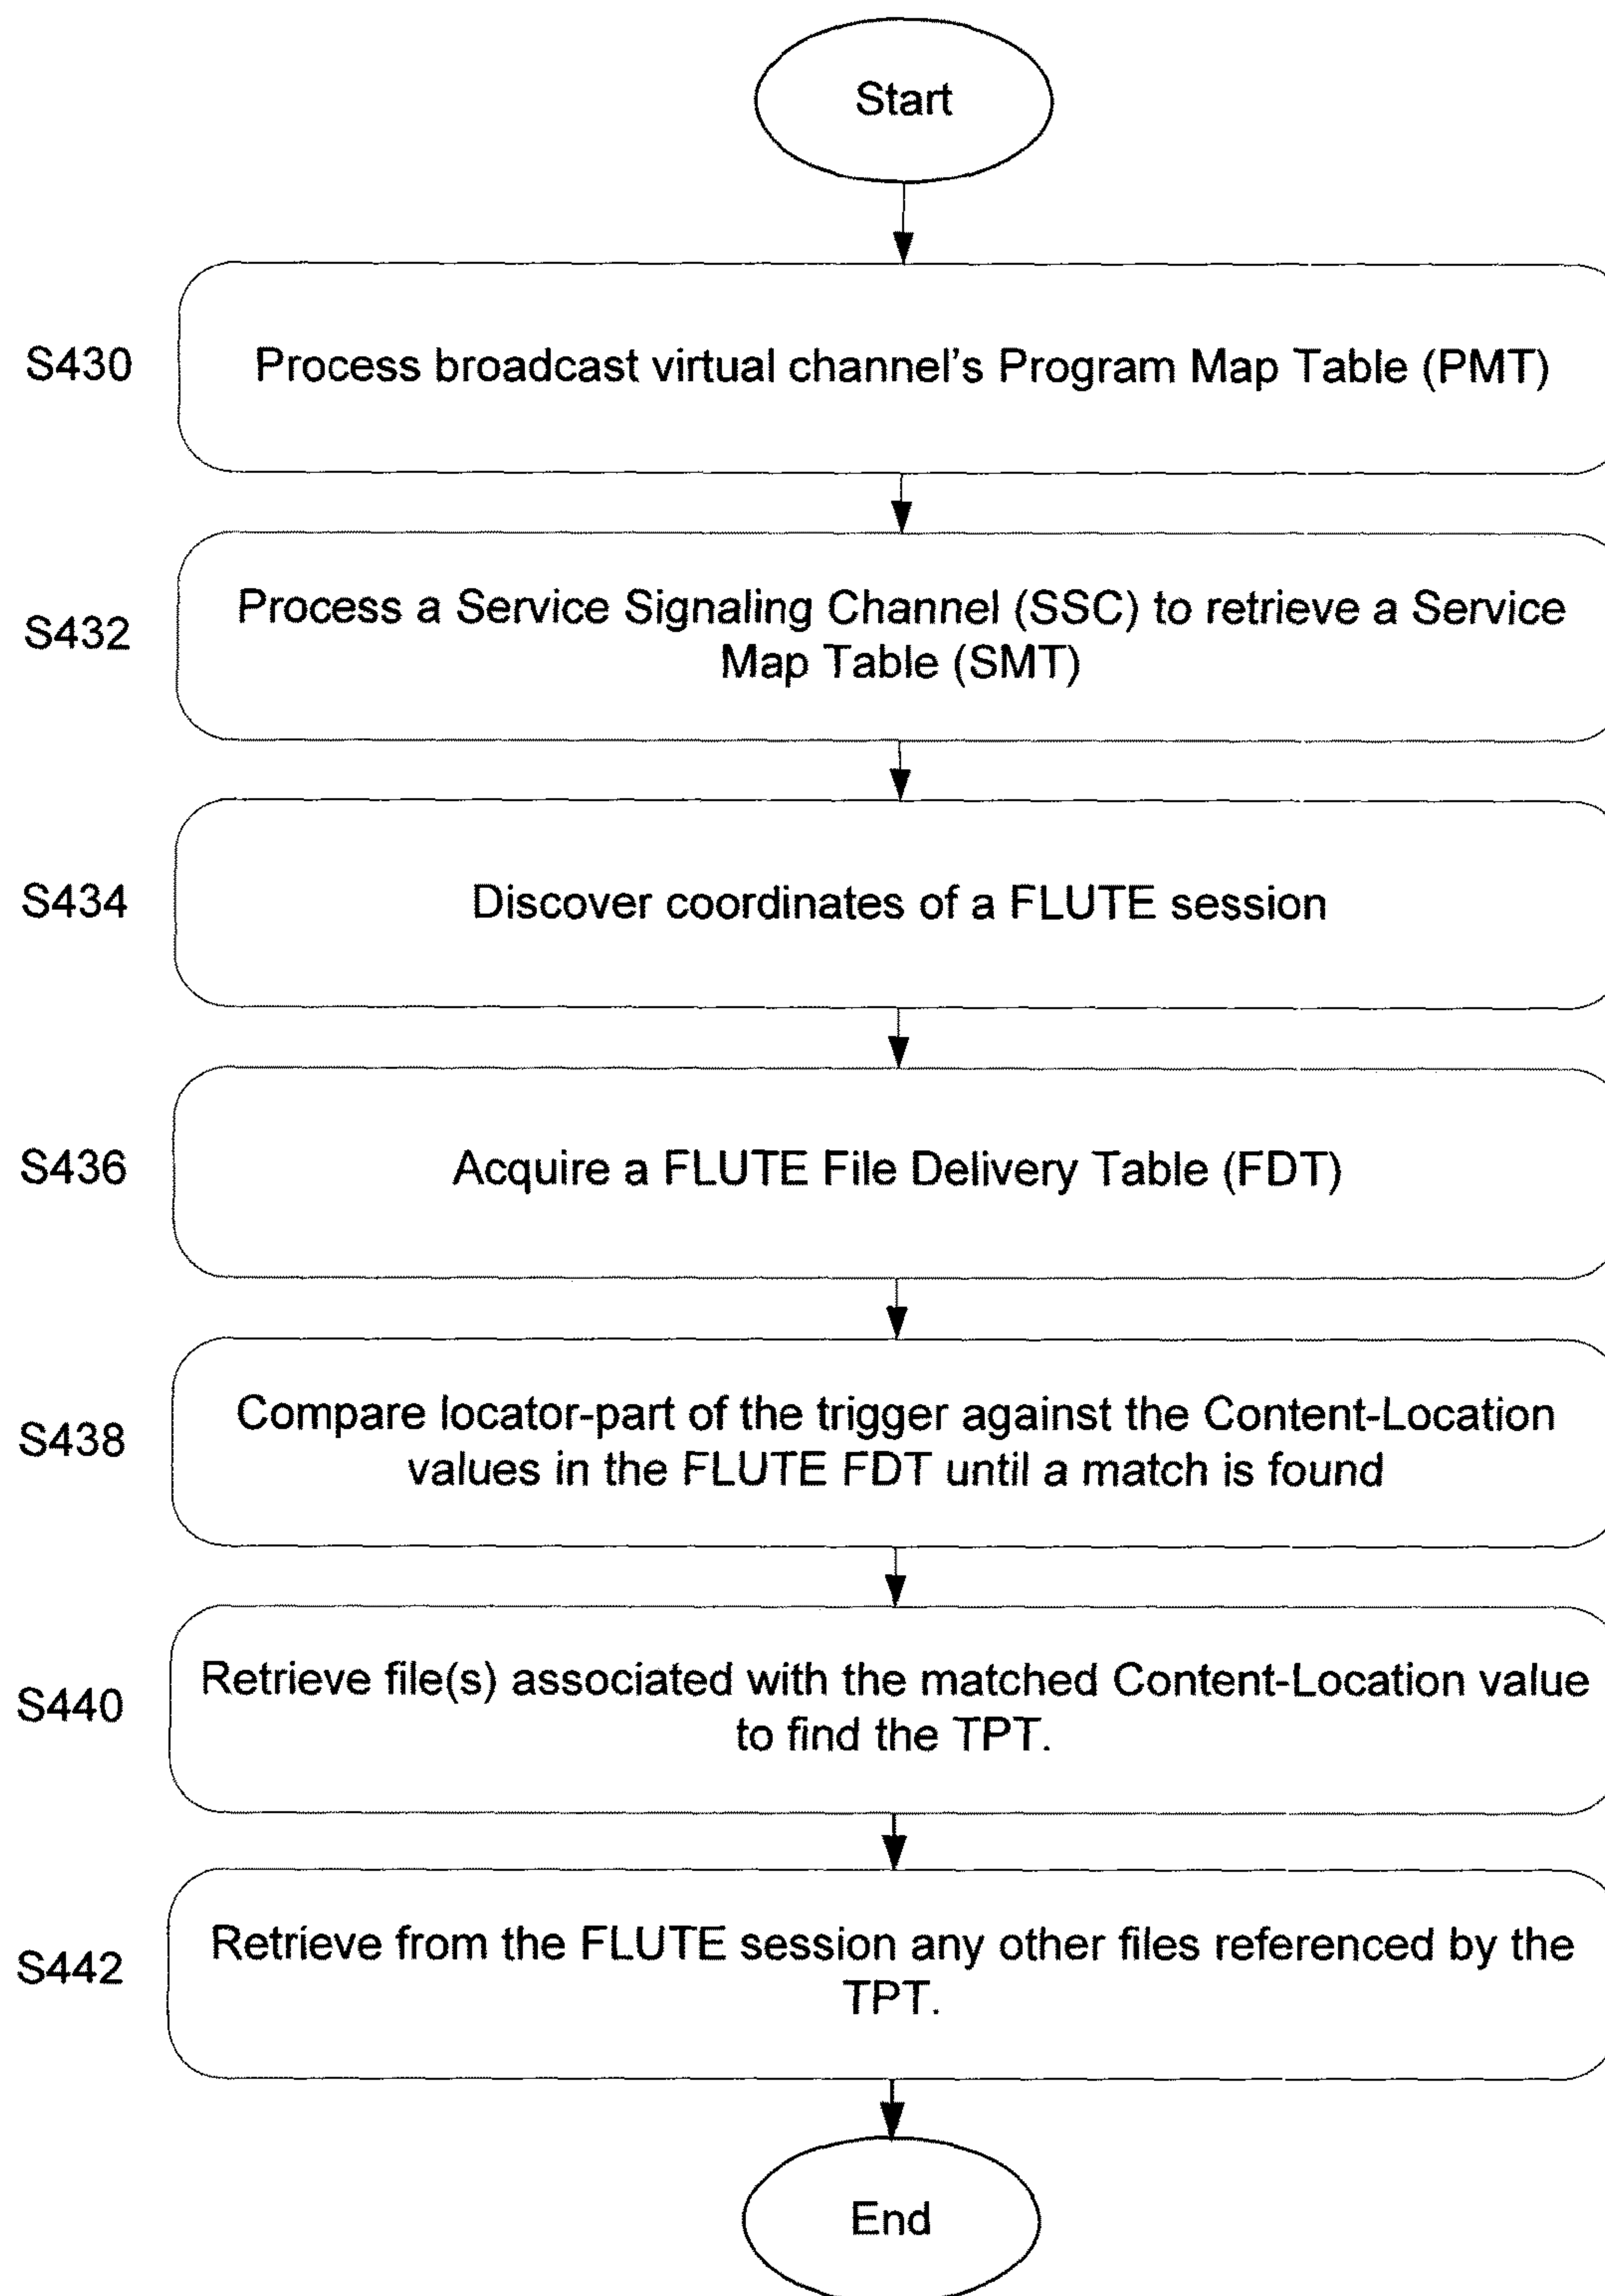 Start
S430
Process broadcast virtual channel's Program Map Table (PMT)
S432
Process a Service Signaling Channel (SSC) to retrieve a Service
Map Table (SMT)
S434
Discover coordinates of a FLUTE session
S436
Acquire a FLUTE File Delivery Table (FDT)
S438
Compare locator-part of the trigger against the Content-Location
values in the FLUTE FDT until a match is found
S440
Retrieve file(s) associated with the matched Content-Location value
to find the TPT.
S442
Retrieve from the FLUTE session any other files referenced by the
TPT.
End